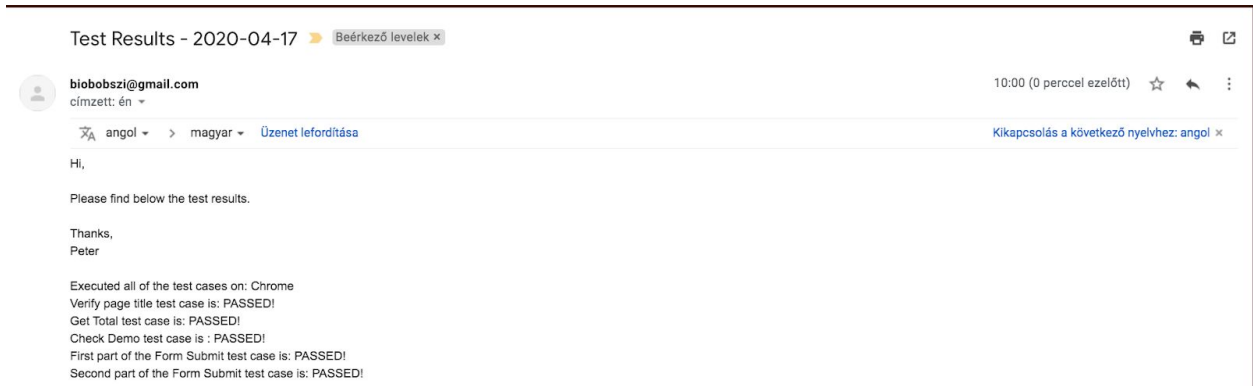 Test Results - 2020-04-17 Beérkező levelek ×
biobobszi@gmail.com 10:00 (0 perccel ezelőtt)
címzett: én
angol > magyar Üzenet lefordítása Kikapcsolás a következő nyelvhez: angol ×
Hi,
Please find below the test results.
Thanks,
Peter
Executed all of the test cases on: Chrome
Verify page title test case is: PASSED!
Get Total test case is: PASSED!
Check Demo test case is : PASSED!
First part of the Form Submit test case is: PASSED!
Second part of the Form Submit test case is: PASSED!